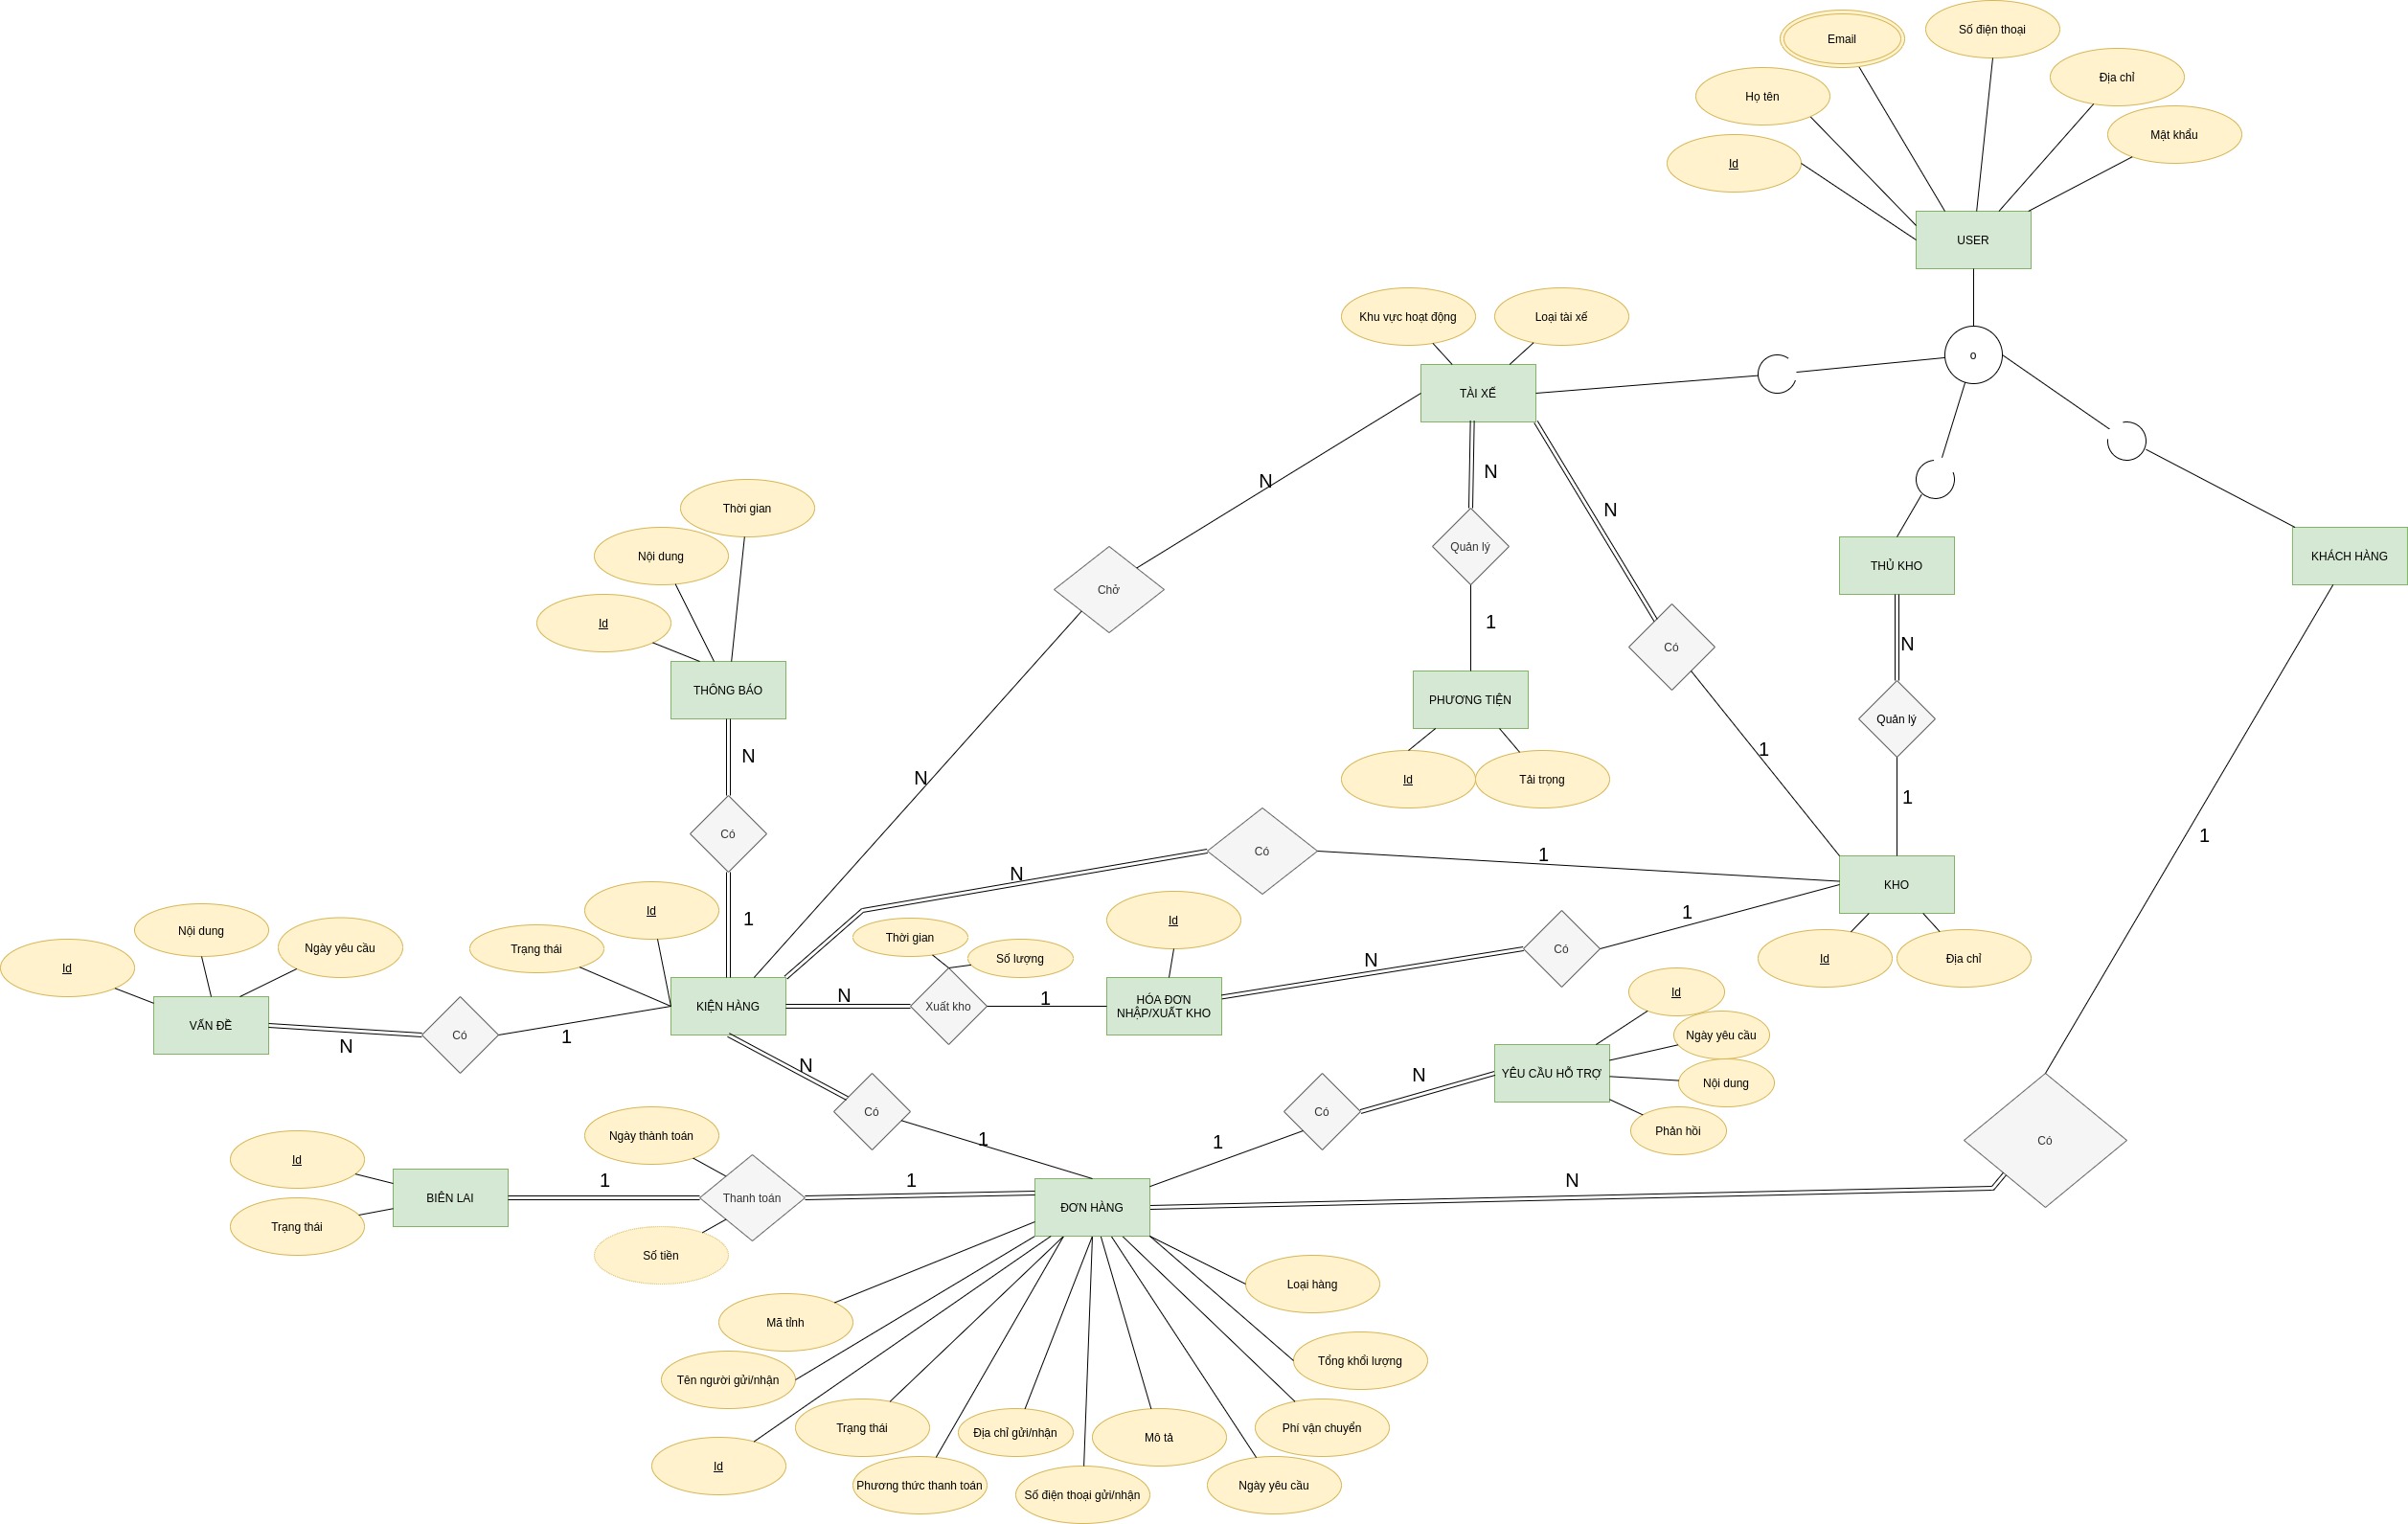 Số điện thoại
Email
Địa chỉ
Họ tên
Mật khẩu
Id
USER
Khu vực hoạt động
Loại tài xế
o
TÀI XẾ
N
N
Thời gian
N
Quản lý
Nội dung
KHÁCH HÀNG
THỦ KHO
Chở
Id
1
N
Có
THÔNG BÁO
PHƯƠNG TIỆN
Quản lý
N
1
N
Id
Tải trọng
1
Có
1
Có
1
N
Id
1
1
KHO
Nội dung
Id
Thời gian
Id
Ngày yêu cầu
Trạng thái
Có
N
Số lượng
Id
Địa chỉ
Id
N
1
Id
KIỆN HÀNG
Xuất kho
HÓA ĐƠN
NHẬP/XUẤT KHO
VẤN ĐỀ
Có
1
N
Ngày yêu cầu
N
N
YÊU CẦU HỖ TRỢ
Nội dung
Có
Có
Ngày thành toán
Phản hồi
1
1
Có
Id
1
1
N
BIÊN LAI
Thanh toán
ĐƠN HÀNG
Trạng thái
Số tiền
Loại hàng
Mã tỉnh
Tổng khối lượng
Tên người gửi/nhận
Trạng thái
Địa chỉ gửi/nhận
Mô tả
Phí vận chuyển
Id
Phương thức thanh toán
Số điện thoại gửi/nhận
Ngày yêu cầu